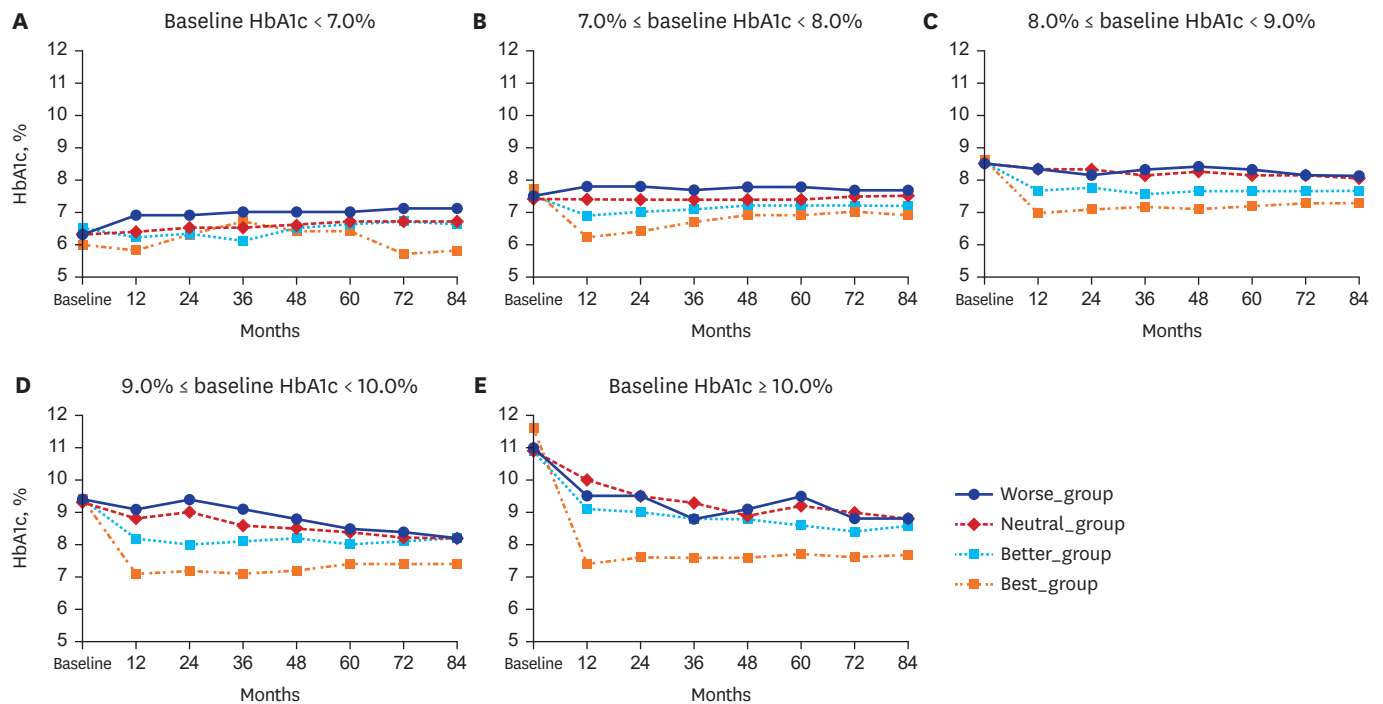 A Baseline HbA1c < 7.0%
12
11
10
9
8
7
6
5
HbA1c, %
Baseline 12 24 36 48 60 72 84
Months
B 7.0% ≤ baseline HbA1c < 8.0%
12
11
10
9
8
7
6
5
Baseline 12 24 36 48 60 72 84
Months
C 8.0% ≤ baseline HbA1c < 9.0%
12
11
10
9
8
7
6
5
Baseline 12 24 36 48 60 72 84
Months
D 9.0% ≤ baseline HbA1c < 10.0%
12
11
10
9
8
7
6
5
HbA1c, %
Baseline 12 24 36 48 60 72 84
Months
E Baseline HbA1c ≥ 10.0%
12
11
10
9
8
7
6
5
Baseline 12 24 36 48 60 72 84
Months
Worse_group
Neutral_group
Better_group
Best_group